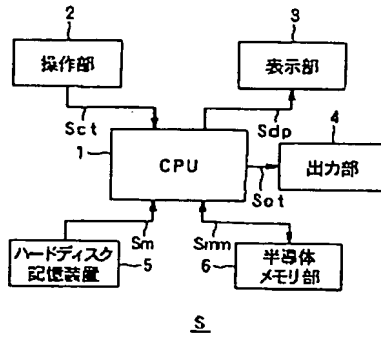 2
3
操作部
表示部
Sct
Sdp
4
1
CPU
出力部
Sot
Sm
Smm
ハードディスク
記憶装置
5
6
半導体
メモリ部
S